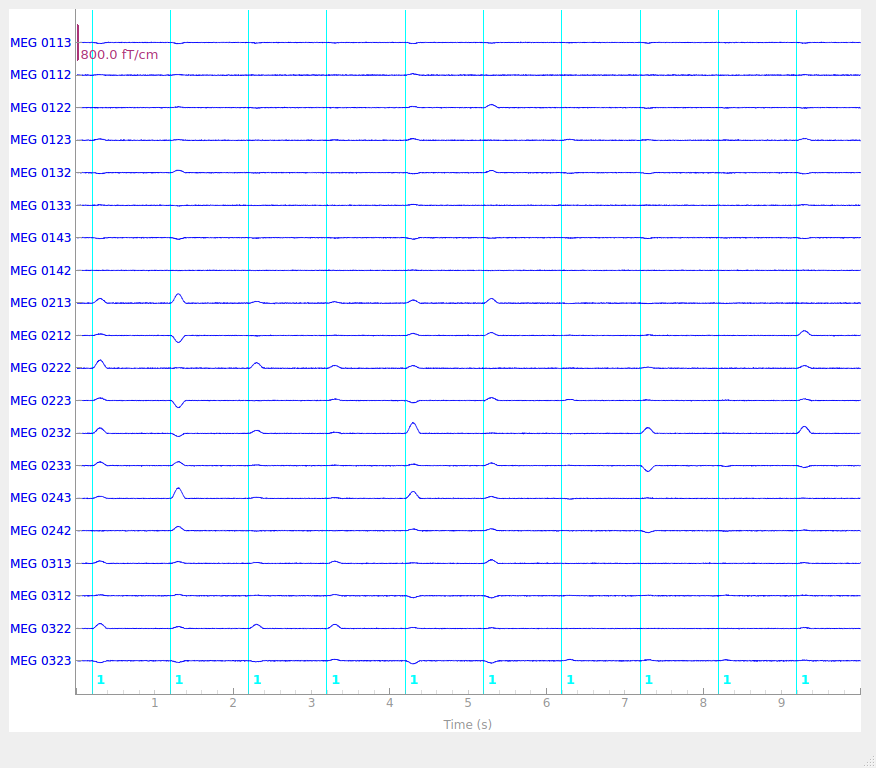 MEG 0113
800.0 fT/cm
MEG 0112
MEG 0122
MEG 0123
MEG 0132
MEG 0133
MEG 0143
MEG 0142
MEG 0213
MEG 0212
MEG 0222
MEG 0223
MEG 0232
MEG 0233
MEG 0243
MEG 0242
MEG 0313
MEG 0312
MEG 0322
MEG 0323
1 1 1 1 1 1 1 1 1 1
1 2 3 4 5 6 7 8 9
Time (s)